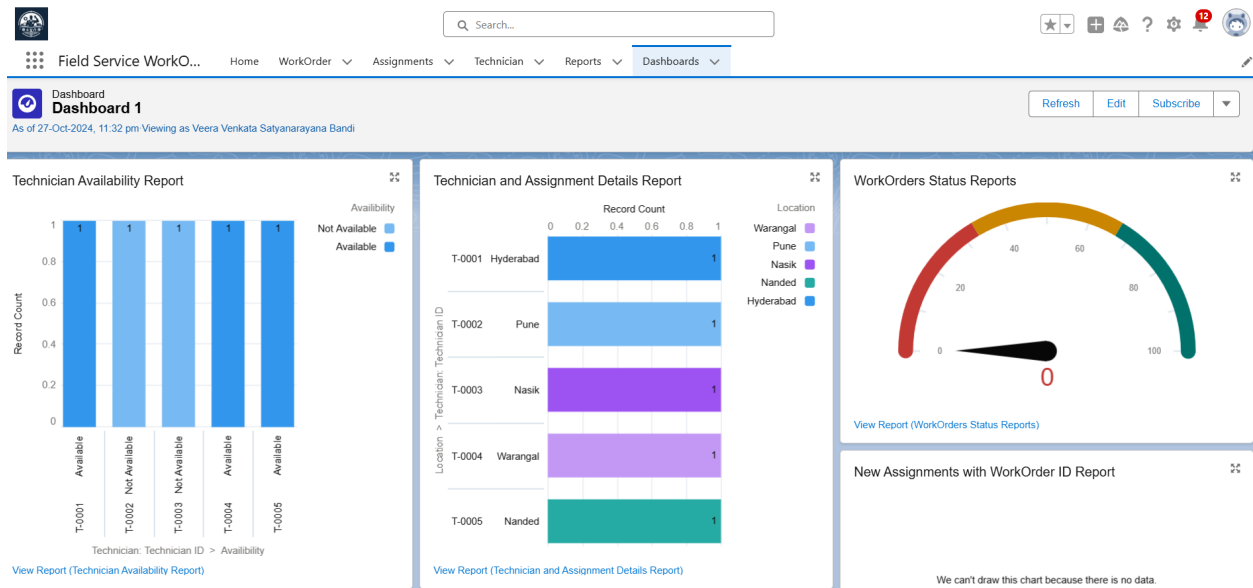 Search...
12
Field Service WorkO...
Home
WorkOrder
Assignments
Technician
Reports
Dashboards
Dashboard
Dashboard 1
As of 27-Oct-2024, 11:32 pm·Viewing as Veera Venkata Satyanarayana Bandi
Refresh
Edit
Subscribe
Technician Availability Report
Availibility
Not Available
Available
Record Count
1
0.8
0.6
0.4
0.2
0
1
1
1
1
1
Available
Not Available
Not Available
Available
Available
T-0001
T-0002
T-0003
T-0004
T-0005
Technician: Technician ID > Availibility
View Report (Technician Availability Report)
Technician and Assignment Details Report
Record Count
0 0.2 0.4 0.6 0.8 1
Location > Technician: Technician ID
T-0001 Hyderabad 1
T-0002 Pune 1
T-0003 Nasik 1
T-0004 Warangal 1
T-0005 Nanded 1
Location
Warangal
Pune
Nasik
Nanded
Hyderabad
View Report (Technician and Assignment Details Report)
WorkOrders Status Reports
0
20
40
60
80
100
0
View Report (WorkOrders Status Reports)
New Assignments with WorkOrder ID Report
We can't draw this chart because there is no data.